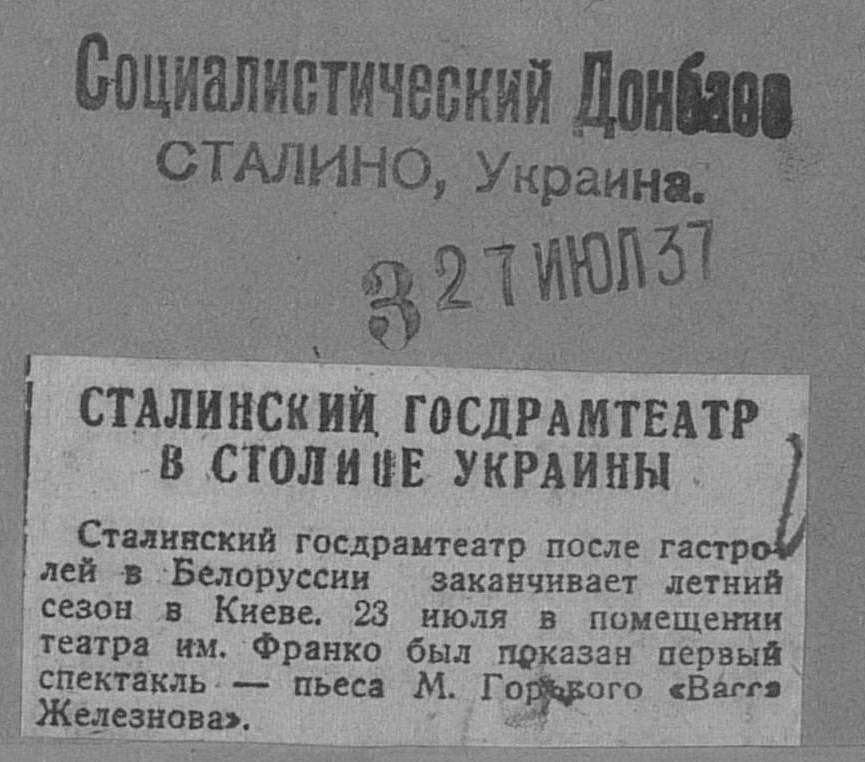 Социалистический Донбасс
СТАЛИНО, Украина.
3 27 ИЮЛ 37
СТАЛИНСКИЙ ГОСДРАМТЕАТР
В СТОЛИЦЕ УКРАИНЫ
Сталинский госдрамтеатр после гастро-
лей в Белоруссии заканчивает летний
сезон в Киеве. 23 июля в помещении
театра им. Франко был показан первый
спектакль — пьеса М. Горького «Васса
Железнова».